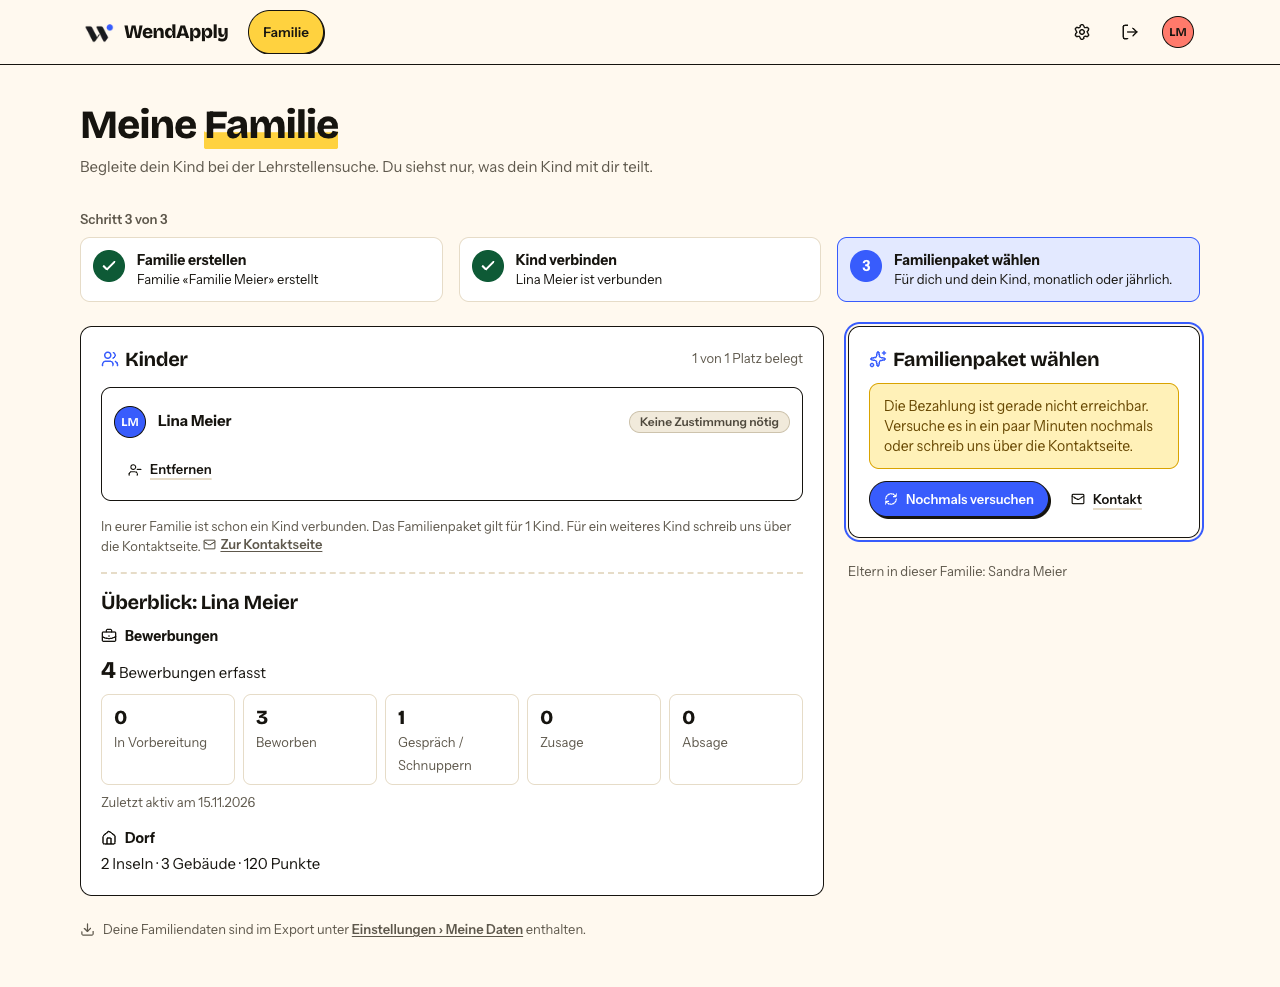 WendApply
Familie
LM
Meine Familie
Begleite dein Kind bei der Lehrstellensuche. Du siehst nur, was dein Kind mit dir teilt.
Schritt 3 von 3
Familie erstellen
Familie «Familie Meier» erstellt
Kind verbinden
Lina Meier ist verbunden
3
Familienpaket wählen
Für dich und dein Kind, monatlich oder jährlich.
Kinder
1 von 1 Platz belegt
LM
Lina Meier
Keine Zustimmung nötig
Entfernen
In eurer Familie ist schon ein Kind verbunden. Das Familienpaket gilt für 1 Kind. Für ein weiteres Kind schreib uns über
die Kontaktseite. Zur Kontaktseite
Überblick: Lina Meier
Bewerbungen
4 Bewerbungen erfasst
0
In Vorbereitung
3
Beworben
1
Gespräch /
Schnuppern
0
Zusage
0
Absage
Zuletzt aktiv am 15.11.2026
Dorf
2 Inseln · 3 Gebäude · 120 Punkte
Familienpaket wählen
Die Bezahlung ist gerade nicht erreichbar.
Versuche es in ein paar Minuten nochmals
oder schreib uns über die Kontaktseite.
Nochmals versuchen
Kontakt
Eltern in dieser Familie: Sandra Meier
Deine Familiendaten sind im Export unter Einstellungen › Meine Daten enthalten.